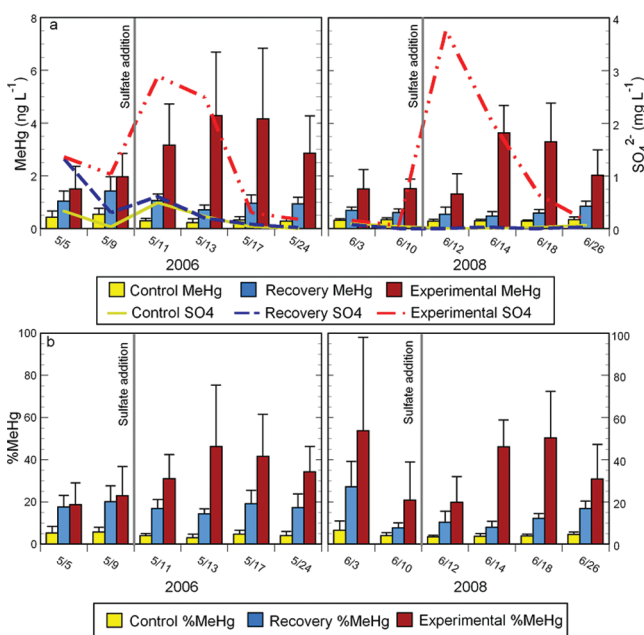 a
8
6
4
2
0
MeHg (ng L-1)
Sulfate addition
Sulfate addition
4
3
2
1
0
SO42- (mg L-1)
5/5 5/9 5/11 5/13 5/17 5/24
6/3 6/10 6/12 6/14 6/18 6/26
2006 2008
Control MeHg Recovery MeHg Experimental MeHg
Control SO4 Recovery SO4 Experimental SO4
b
100
80
60
40
20
0
%MeHg
Sulfate addition
Sulfate addition
100
80
60
40
20
0
5/5 5/9 5/11 5/13 5/17 5/24
6/3 6/10 6/12 6/14 6/18 6/26
2006 2008
Control %MeHg Recovery %MeHg Experimental %MeHg